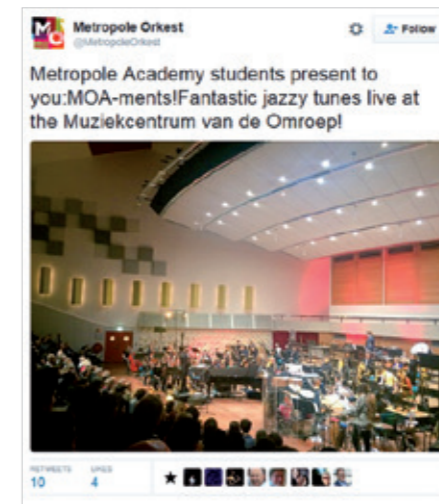 Metropole Orkest
@MetropoleOrkest
Follow
Metropole Academy students present to
you:MOA-ments!Fantastic jazzy tunes live at
the Muziekcentrum van de Omroep!
RETWEETS LIKES
10 4